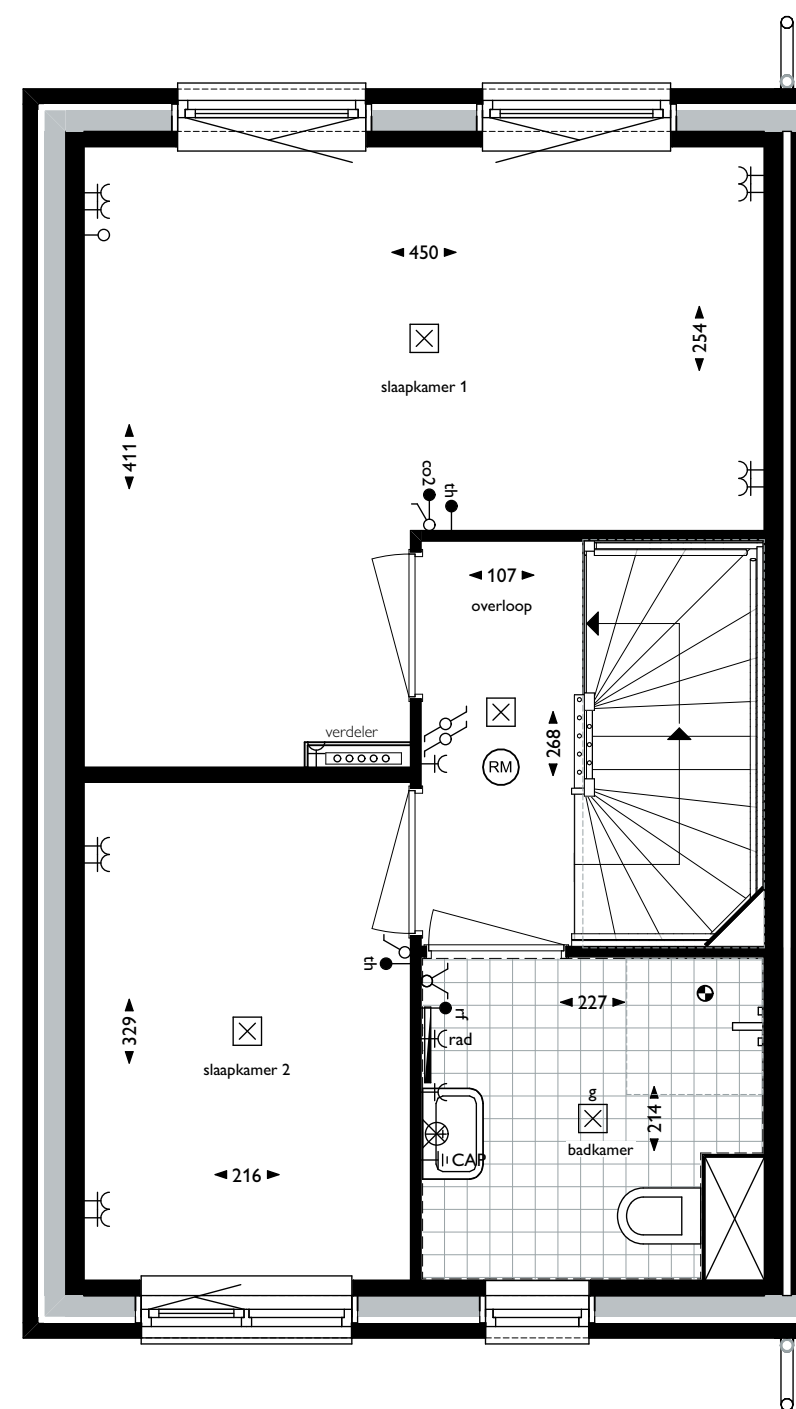 450
254
slaapkamer 1
411
co2
th
107
overloop
268
verdeler
RM
th
rf
227
rad
329
slaapkamer 2
g
214
badkamer
CAP
216